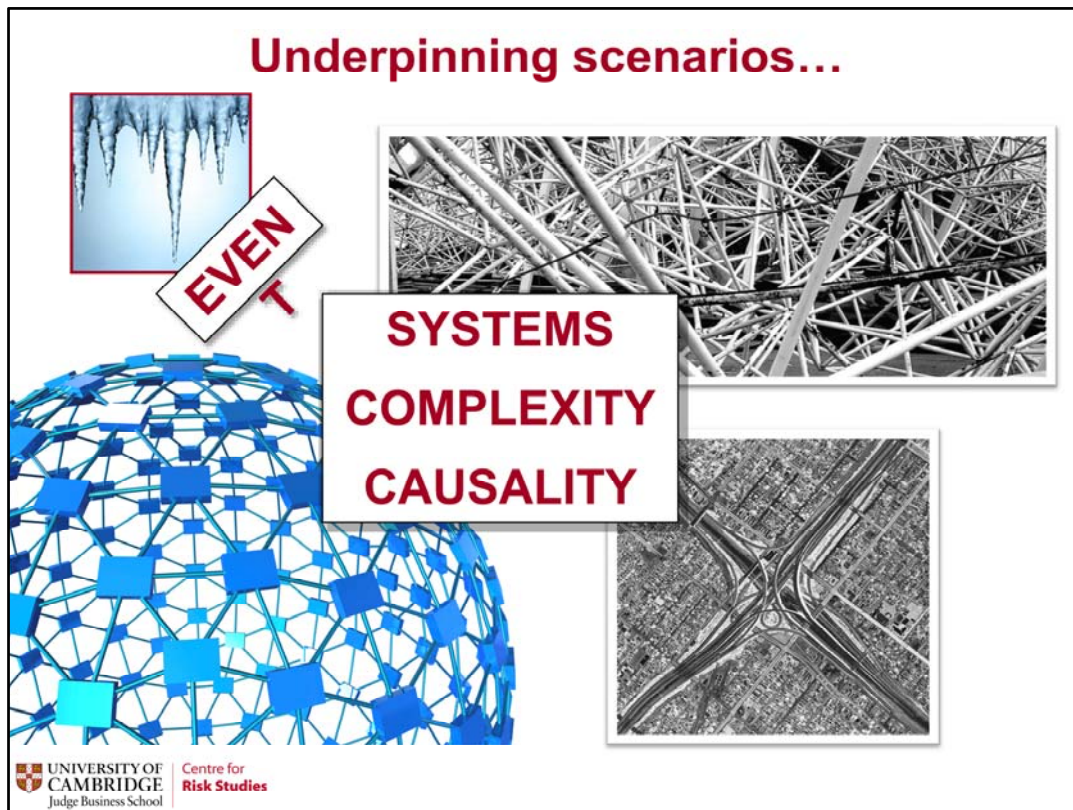 Underpinning scenarios…
EVEN
T
SYSTEMS
COMPLEXITY
CAUSALITY
UNIVERSITY OF
CAMBRIDGE
Judge Business School
Centre for
Risk Studies